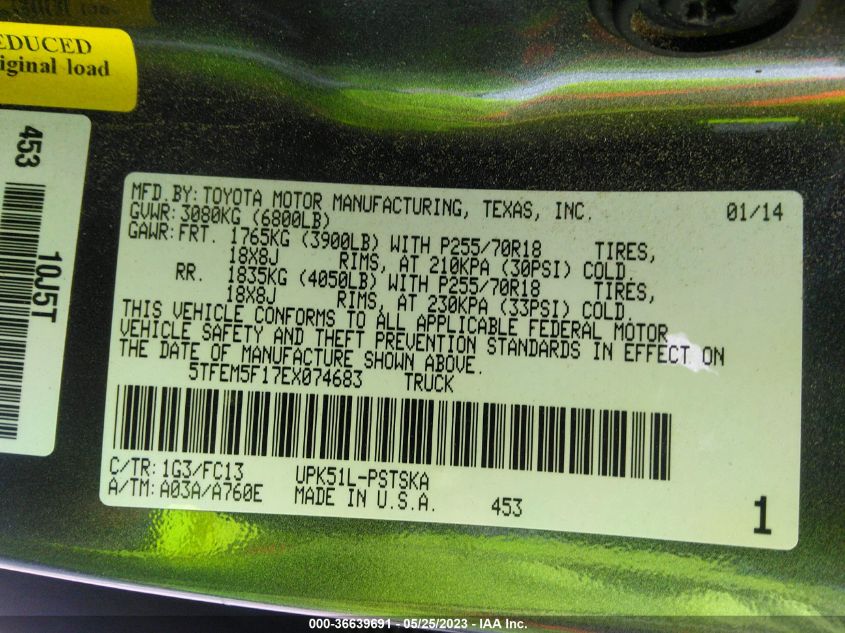 EDUCED
iginal load
453
10J5T
MFD. BY: TOYOTA MOTOR MANUFACTURING, TEXAS, INC. 01/14
GVWR: 3080KG (6800LB)
GAWR: FRT. 1765KG (3900LB) WITH P255/70R18 TIRES,
18X8J RIMS, AT 210KPA (30PSI) COLD.
RR. 1835KG (4050LB) WITH P255/70R18 TIRES,
18X8J RIMS, AT 230KPA (33PSI) COLD.
THIS VEHICLE CONFORMS TO ALL APPLICABLE FEDERAL MOTOR
VEHICLE SAFETY AND THEFT PREVENTION STANDARDS IN EFFECT ON
THE DATE OF MANUFACTURE SHOWN ABOVE.
5TFEM5F17EX074683 TRUCK
C/TR: 1G3/FC13 UPK51L-PSTSKA
A/TM: A03A/A760E MADE IN U.S.A. 453
1
000-36639691 - 05/25/2023 - IAA Inc.